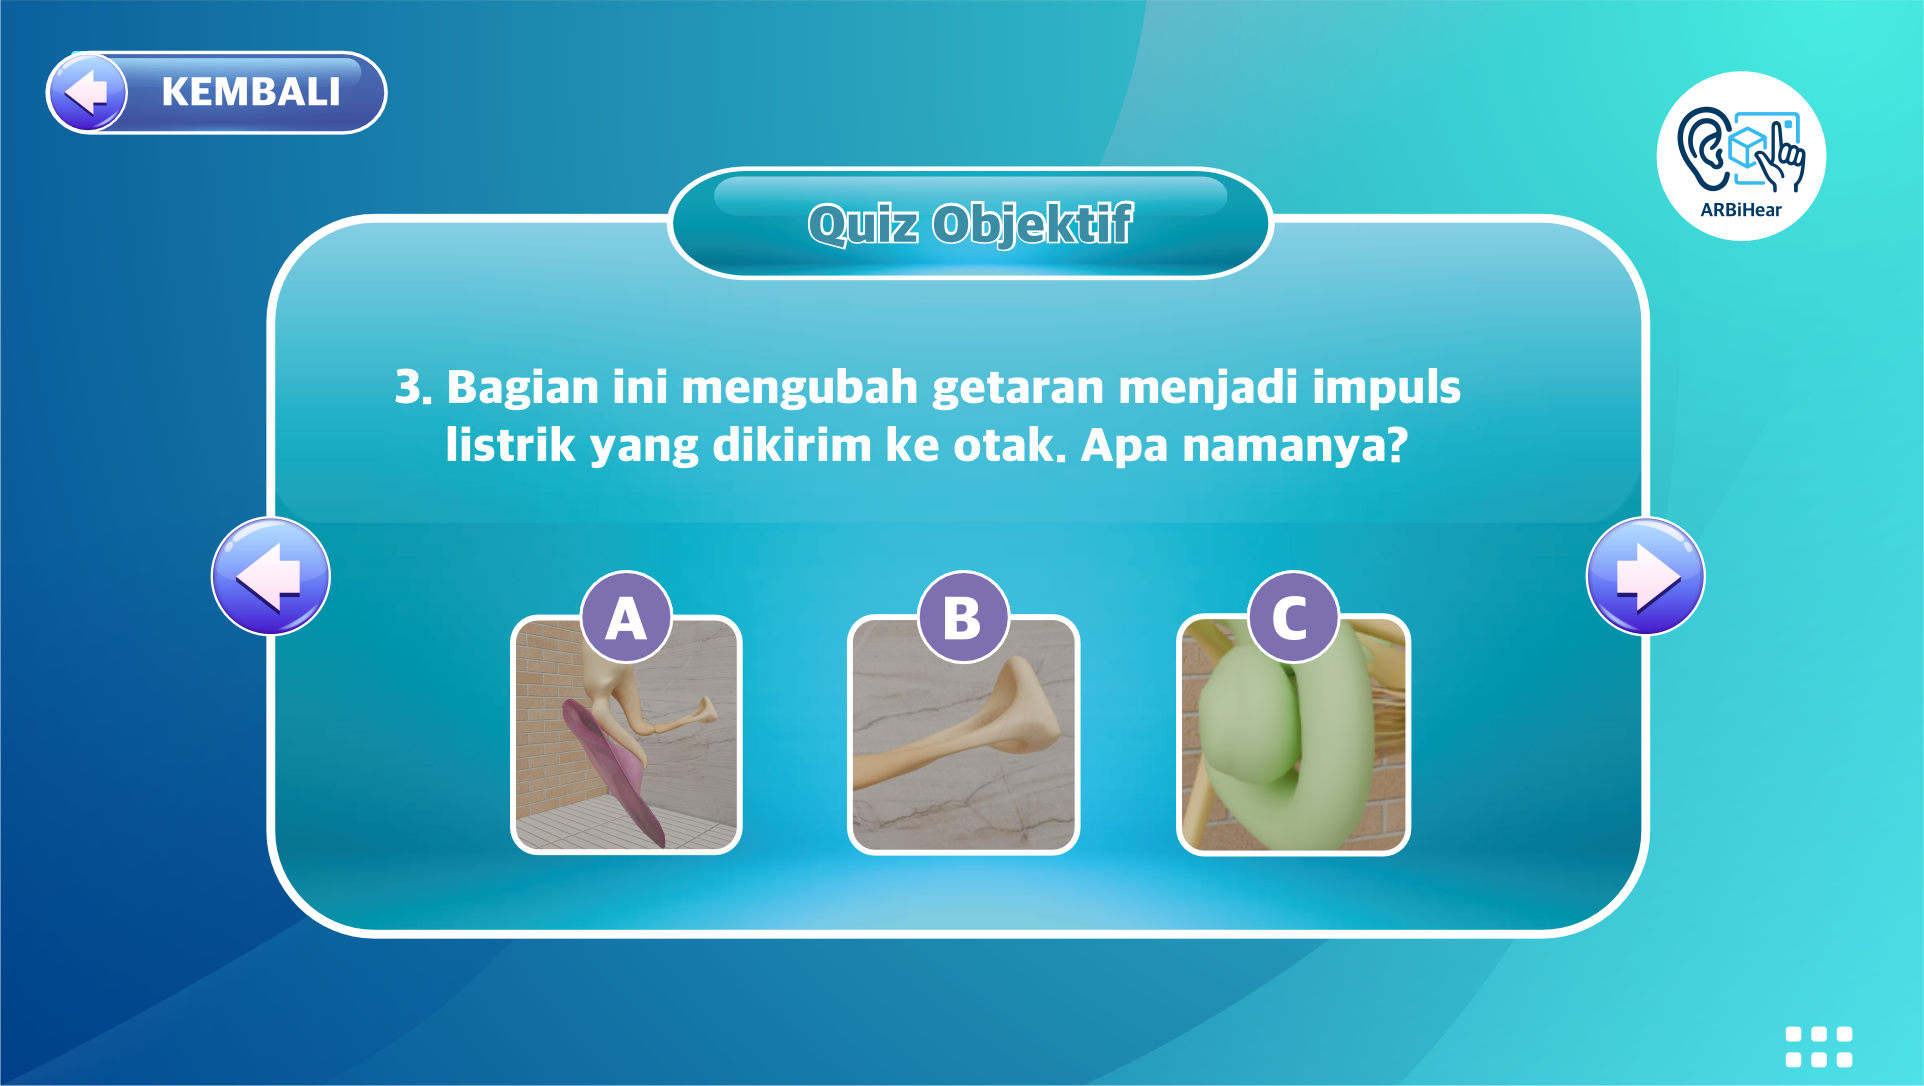 KEMBALI
ARBiHear
Quiz Objektif
3. Bagian ini mengubah getaran menjadi impuls
listrik yang dikirim ke otak. Apa namanya?
A
B
C